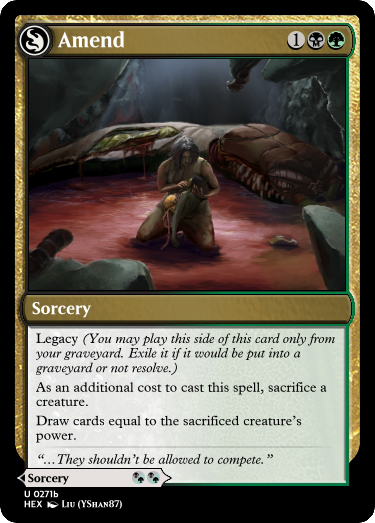 Amend 1
Sorcery
Legacy (You may play this side of this card only from
your graveyard. Exile it if it would be put into a
graveyard or not resolve.)
As an additional cost to cast this spell, sacrifice a
creature.
Draw cards equal to the sacrificed creature's
power.
"…They shouldn't be allowed to compete."
Sorcery
U 0271b
HEX Liu (YShan87)